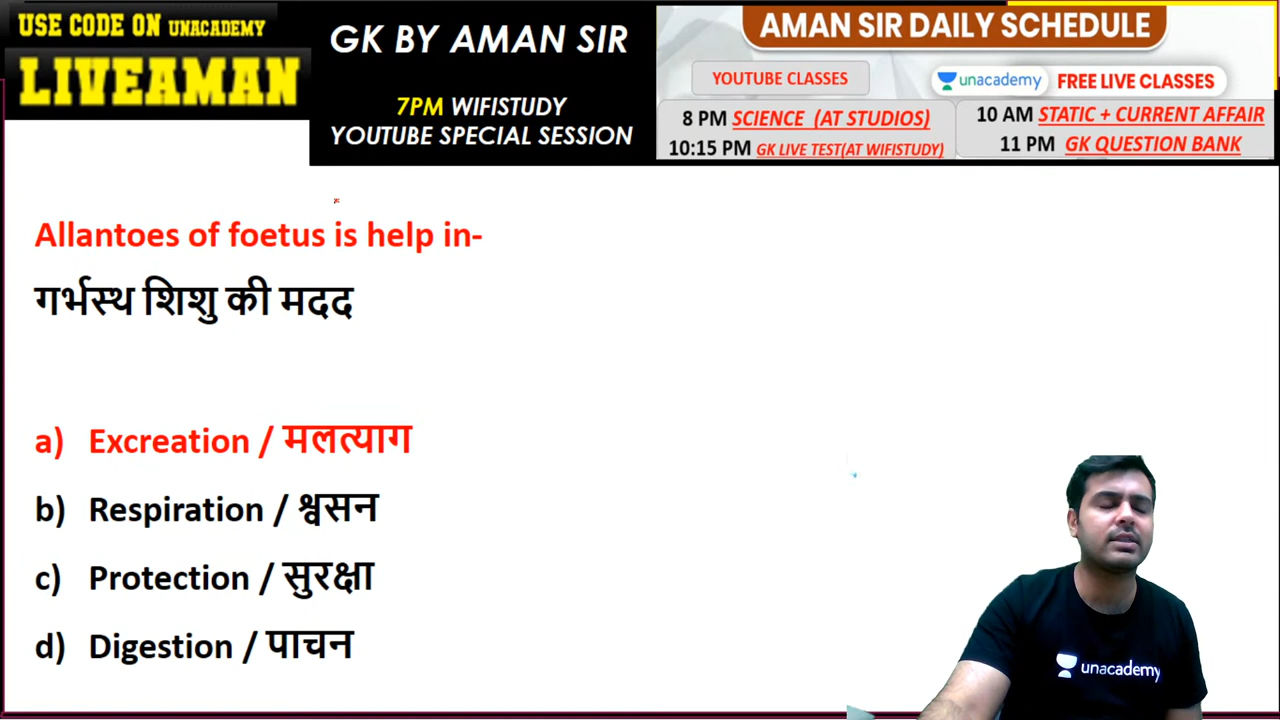 USE CODE ON UNACADEMY
LIVEAMAN
GK BY AMAN SIR
7PM WIFISTUDY
YOUTUBE SPECIAL SESSION
AMAN SIR DAILY SCHEDULE
YOUTUBE CLASSES
unacademy FREE LIVE CLASSES
8 PM SCIENCE (AT STUDIOS)
10:15 PM GK LIVE TEST(AT WIFISTUDY)
10 AM STATIC + CURRENT AFFAIR
11 PM GK QUESTION BANK
Allantoes of foetus is help in-
गर्भस्थ शिशु की मदद
a) Excreation / मलत्याग
b) Respiration / श्वसन
c) Protection / सुरक्षा
d) Digestion / पाचन
unacademy